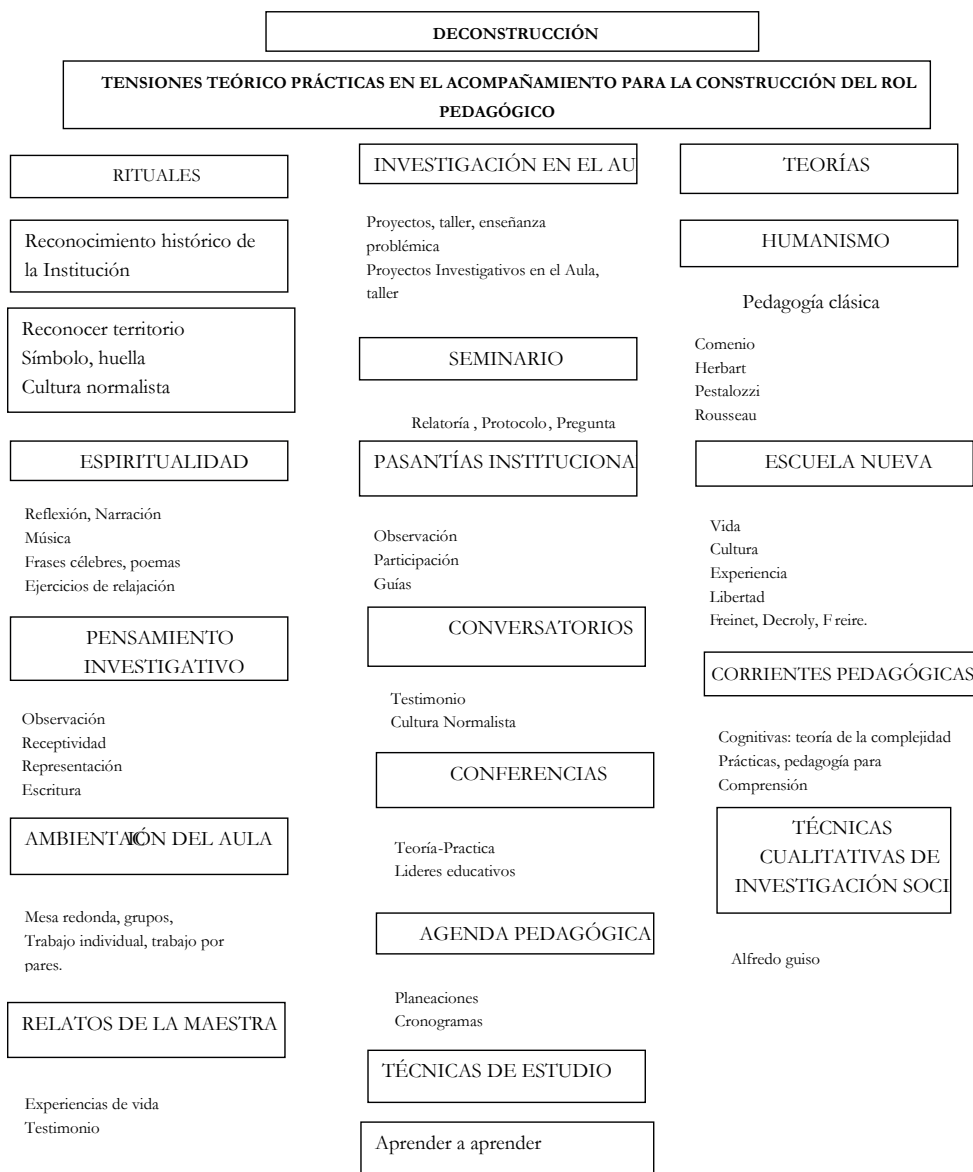 DECONSTRUCCIÓN
TENSIONES TEÓRICO PRÁCTICAS EN EL ACOMPAÑAMIENTO PARA LA CONSTRUCCIÓN DEL ROL
PEDAGÓGICO
RITUALES
Reconocimiento histórico de
la Institución
Reconocer territorio
Símbolo, huella
Cultura normalista
ESPIRITUALIDAD
Reflexión, Narración
Música
Frases célebres, poemas
Ejercicios de relajación
PENSAMIENTO
INVESTIGATIVO
Observación
Receptividad
Representación
Escritura
AMBIENTACIÓN DEL AULA
Mesa redonda, grupos,
Trabajo individual, trabajo por
pares.
RELATOS DE LA MAESTRA
Experiencias de vida
Testimonio
INVESTIGACIÓN EN EL AU
Proyectos, taller, enseñanza
problémica
Proyectos Investigativos en el Aula,
taller
SEMINARIO
Relatoría , Protocolo, Pregunta
PASANTÍAS INSTITUCIONA
Observación
Participación
Guías
CONVERSATORIOS
Testimonio
Cultura Normalista
CONFERENCIAS
Teoría-Practica
Lideres educativos
AGENDA PEDAGÓGICA
Planeaciones
Cronogramas
TÉCNICAS DE ESTUDIO
Aprender a aprender
TEORÍAS
HUMANISMO
Pedagogía clásica
Comenio
Herbart
Pestalozzi
Rousseau
ESCUELA NUEVA
Vida
Cultura
Experiencia
Libertad
Freinet, Decroly, F reire.
CORRIENTES PEDAGÓGICAS
Cognitivas: teoría de la complejidad
Prácticas, pedagogía para
Comprensión
TÉCNICAS
CUALITATIVAS DE
INVESTIGACIÓN SOCI
Alfredo guiso